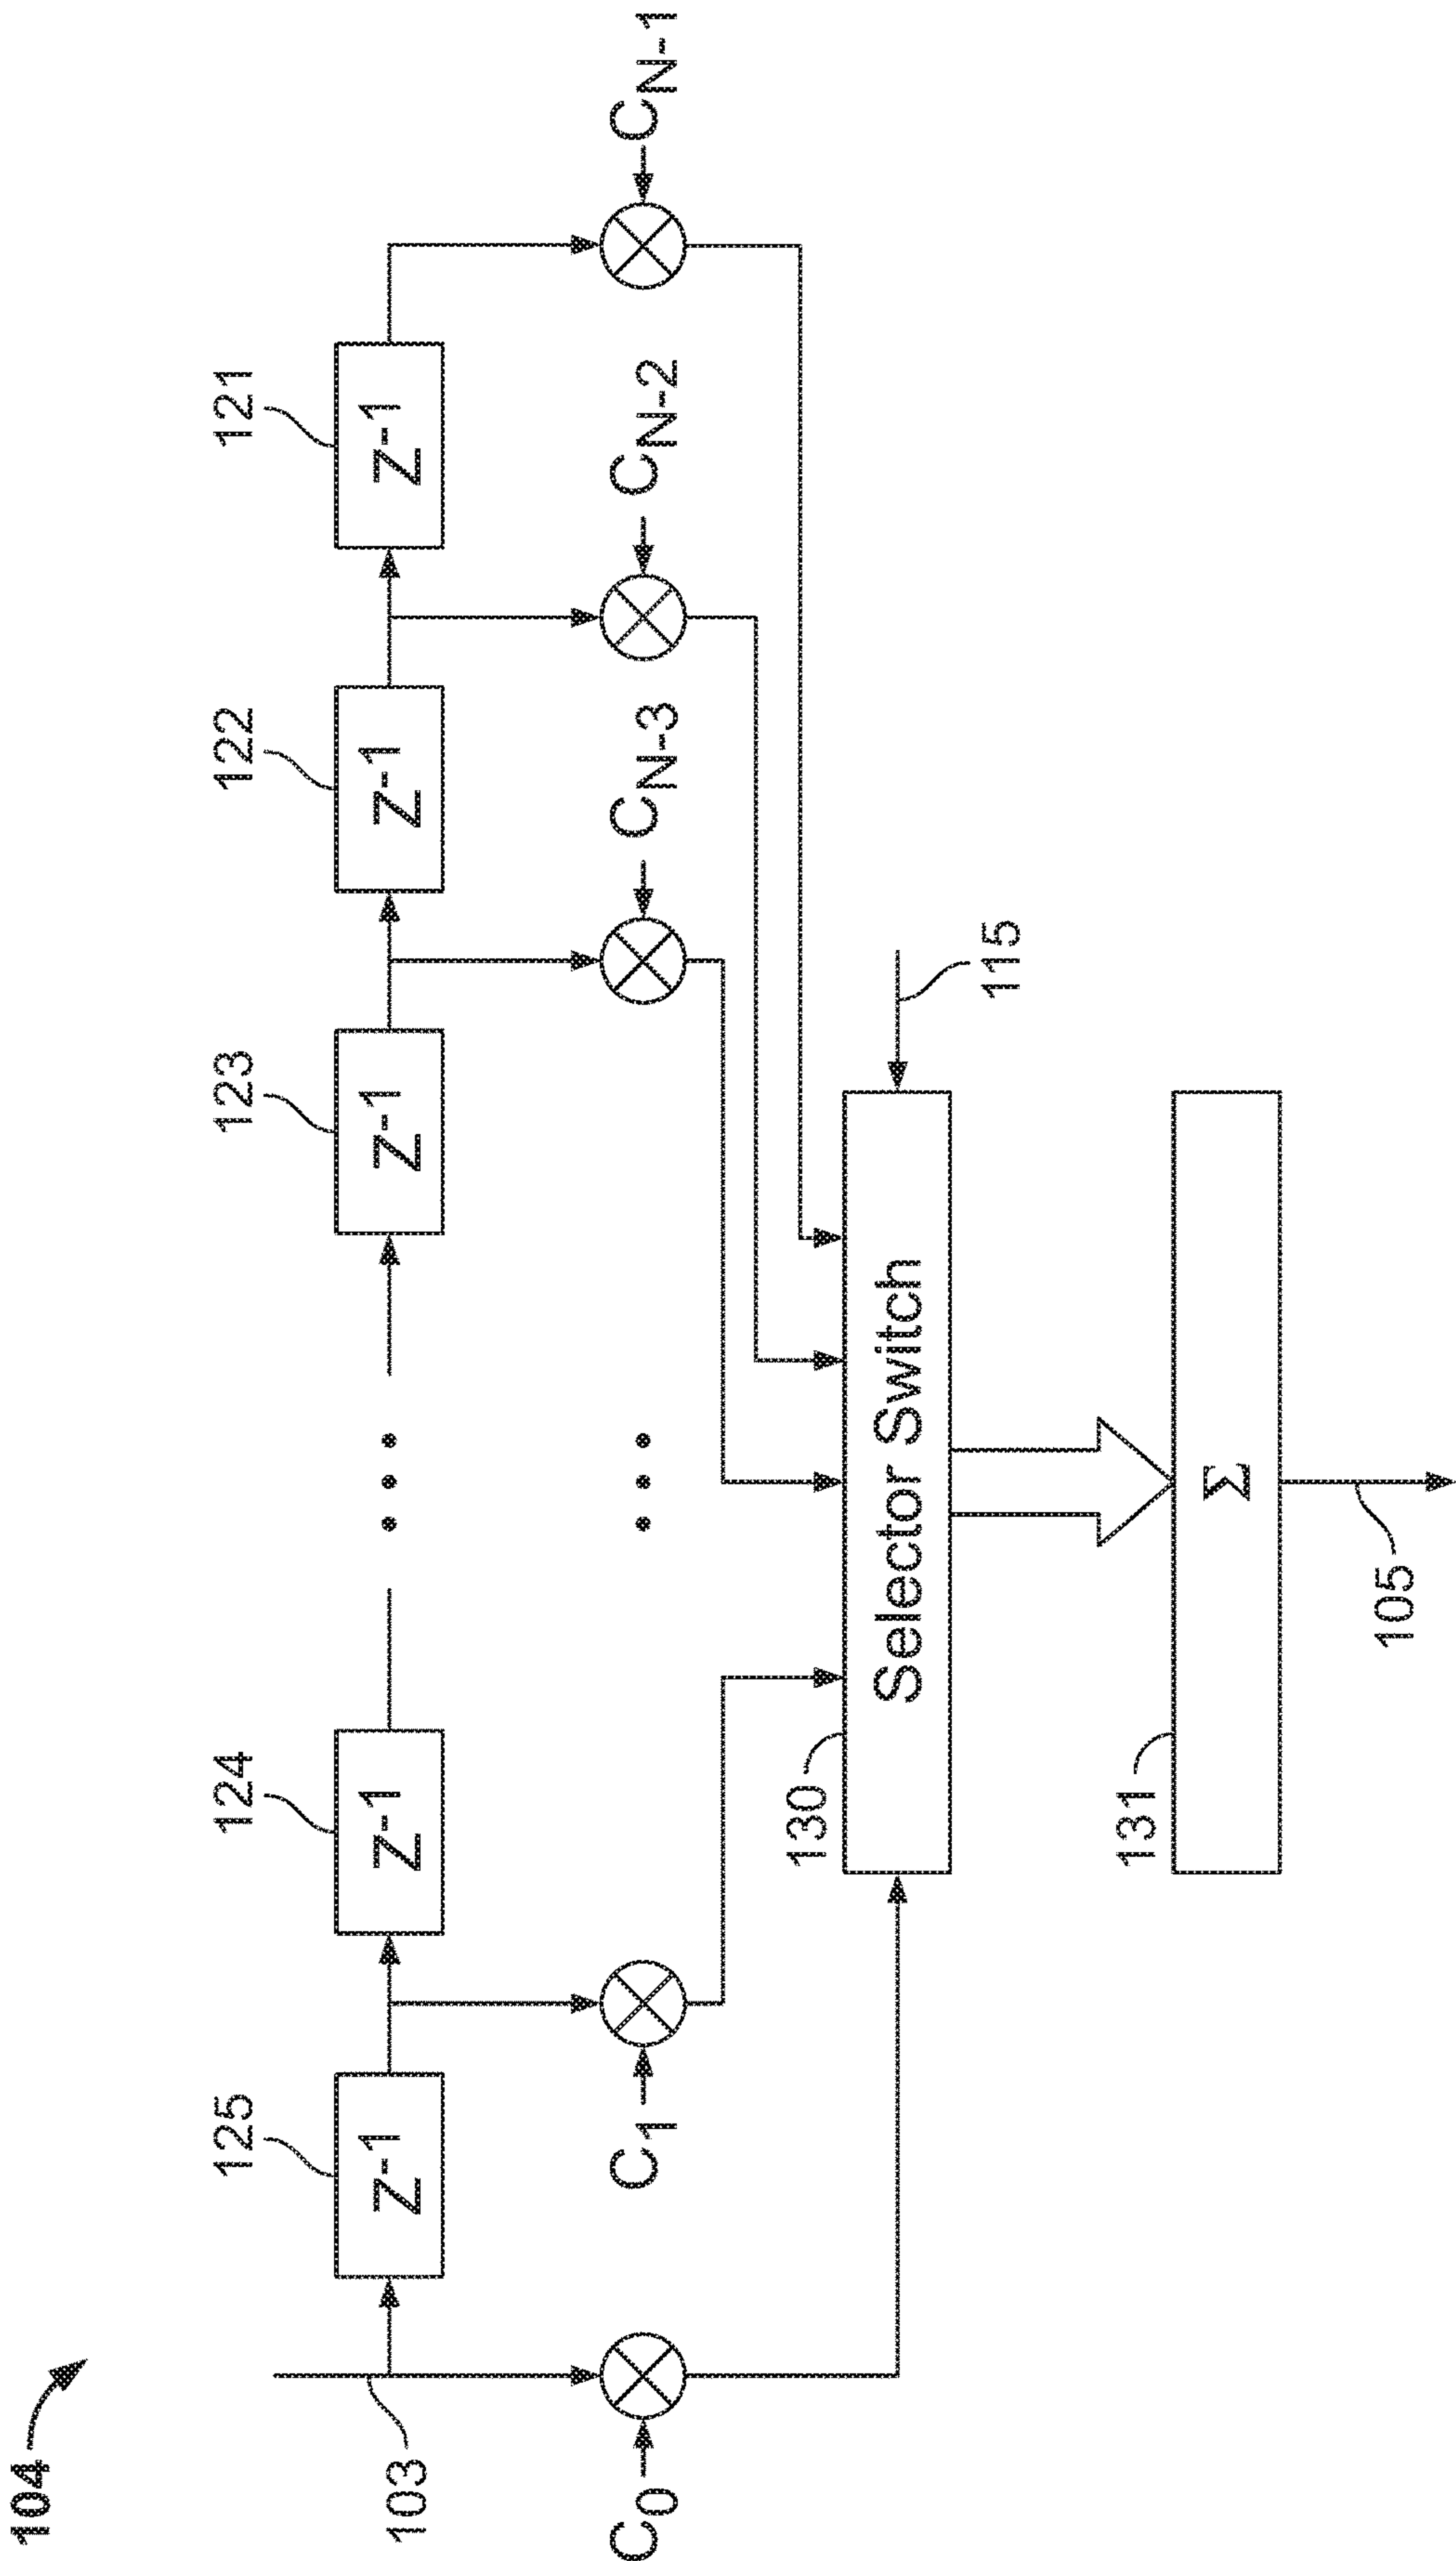 104
125
124
123
122
121
Z-1
Z-1
Z-1
Z-1
Z-1
103
C0
C1
CN-3
CN-2
CN-1
130
Selector Switch
115
131
Σ
105